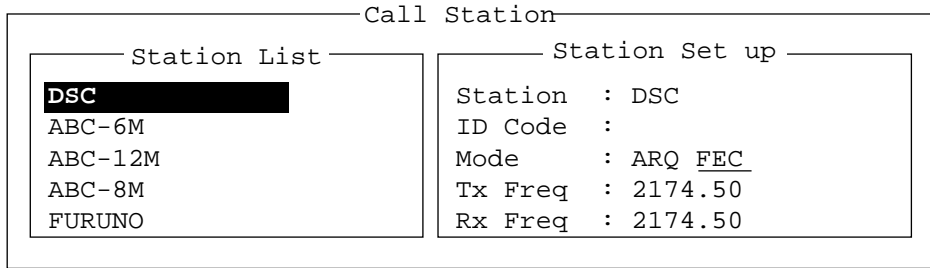 Call Station
Station List
DSC
ABC-6M
ABC-12M
ABC-8M
FURUNO
Station Set up
Station : DSC
ID Code :
Mode : ARQ FEC
Tx Freq : 2174.50
Rx Freq : 2174.50